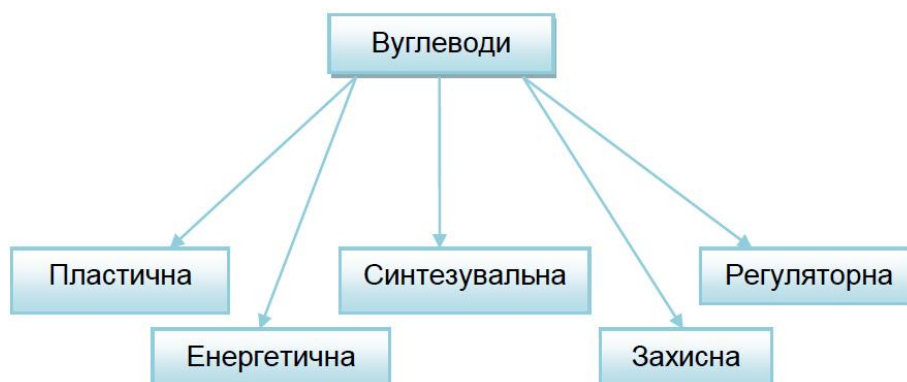 Вуглеводи
Пластична
Синтезувальна
Регуляторна
Енергетична
Захисна